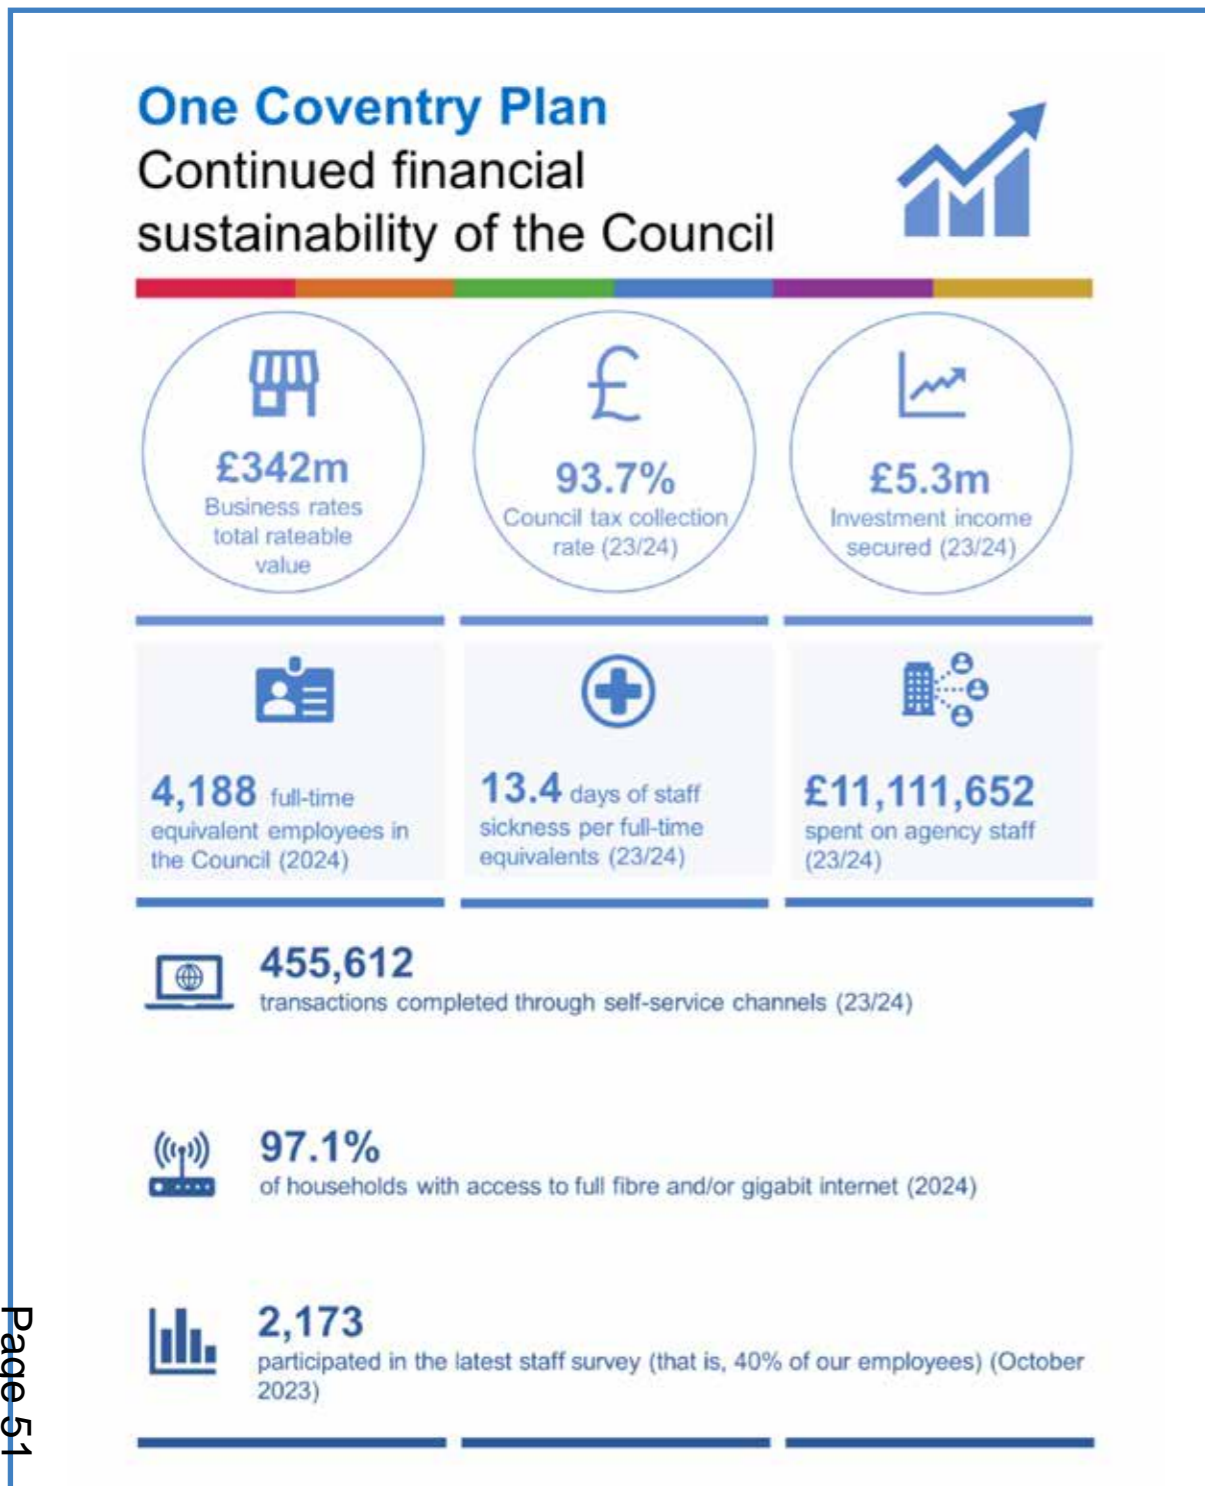 One Coventry Plan
Continued financial
sustainability of the Council
£342m
Business rates
total rateable
value
£
93.7%
Council tax collection
rate (23/24)
£5.3m
Investment income
secured (23/24)
4,188 full-time
equivalent employees in
the Council (2024)
13.4 days of staff
sickness per full-time
equivalents (23/24)
£11,111,652
spent on agency staff
(23/24)
455,612
transactions completed through self-service channels (23/24)
97.1%
of households with access to full fibre and/or gigabit internet (2024)
2,173
participated in the latest staff survey (that is, 40% of our employees) (October
2023)
Page 51